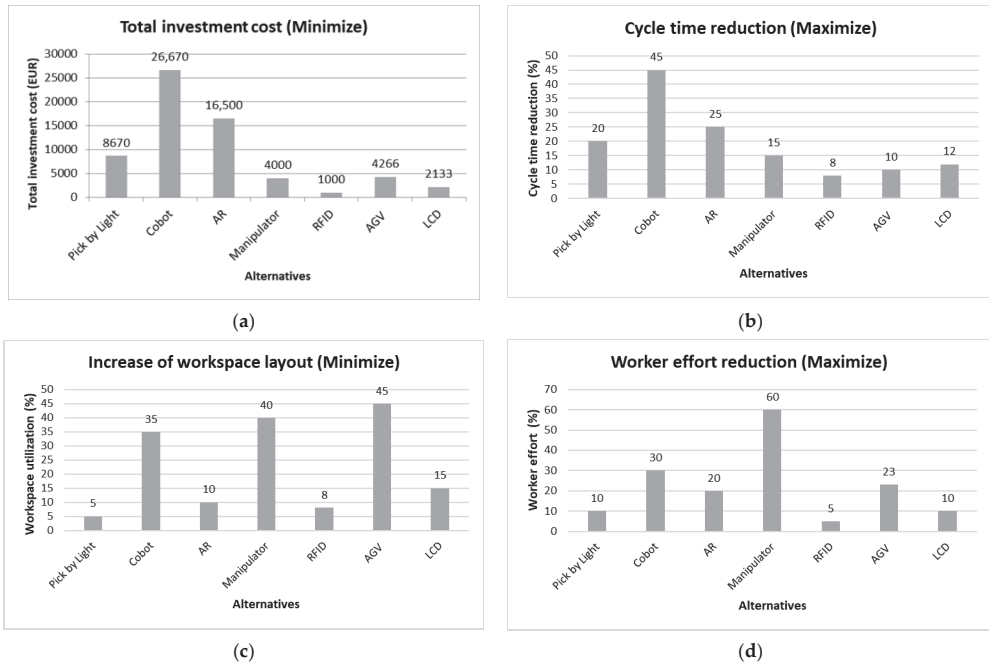 Total investment cost (Minimize)
Total investment cost (EUR)
30000
25000
20000
15000
10000
5000
0
8670
26,670
16,500
4000
1000
4266
2133
Pick by Light
Cobot
AR
Manipulator
RFID
AGV
LCD
Alternatives
(a)
Cycle time reduction (Maximize)
Cycle time reduction (%)
50
45
40
35
30
25
20
15
10
5
0
20
45
25
15
8
10
12
Pick by Light
Cobot
AR
Manipulator
RFID
AGV
LCD
Alternatives
(b)
Increase of workspace layout (Minimize)
Workspace utilization (%)
50
45
40
35
30
25
20
15
10
5
0
5
35
10
40
8
45
15
Pick by Light
Cobot
AR
Manipulator
RFID
AGV
LCD
Alternatives
(c)
Worker effort reduction (Maximize)
Worker effort (%)
70
60
50
40
30
20
10
0
10
30
20
60
5
23
10
Pick by Light
Cobot
AR
Manipulator
RFID
AGV
LCD
Alternatives
(d)